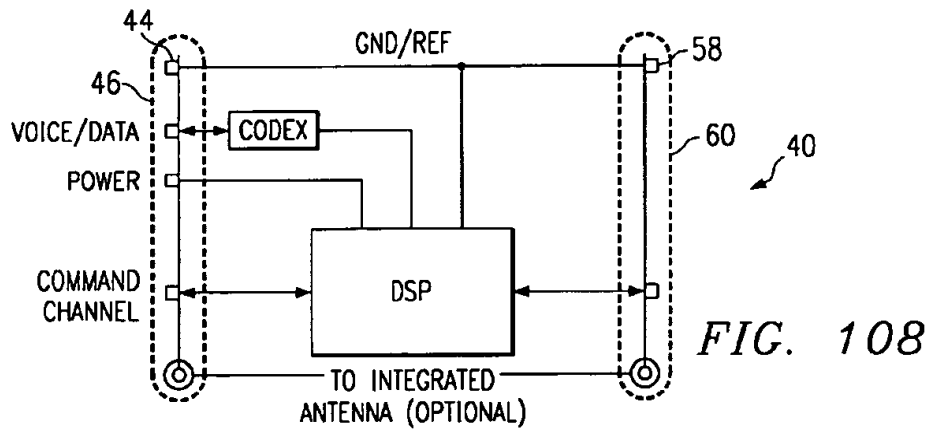 44
GND/REF
58
46
VOICE/DATA
CODEX
60
40
POWER
COMMAND
CHANNEL
DSP
FIG. 108
TO INTEGRATED
ANTENNA (OPTIONAL)